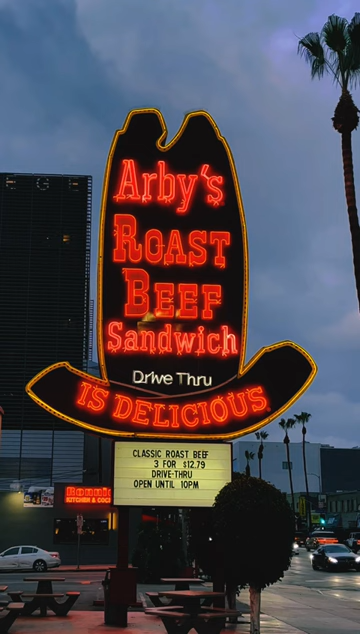 Arby's
ROAST
BEEF
Sandwich
Drive Thru
IS DELICIOUS
CLASSIC ROAST BEEF
3 FOR $12.79
DRIVE-THRU
OPEN UNTIL 10PM
KITCHEN &